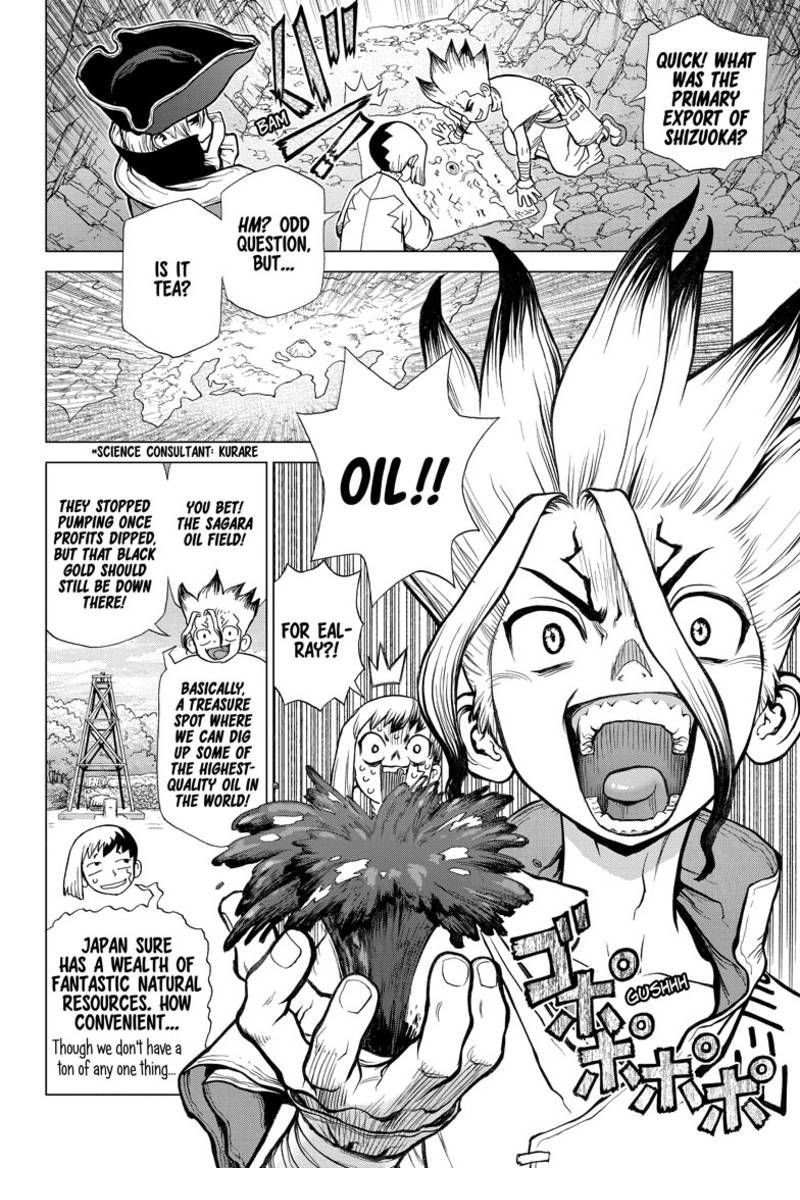 QUICK! WHAT
WAS THE
PRIMARY
EXPORT OF
SHIZUOKA?
バン
BAM
HM? ODD
QUESTION,
BUT...
IS IT
TEA?
OIL!!
*SCIENCE CONSULTANT: KURARE
YOU BET!
THE SAGARA
OIL FIELD!
THEY STOPPED
PUMPING ONCE
PROFITS DIPPED,
BUT THAT BLACK
GOLD SHOULD
STILL BE DOWN
THERE!
FOR EAL-
RAY?!
BASICALLY,
A TREASURE
SPOT WHERE
WE CAN DIG
UP SOME OF
THE HIGHEST-
QUALITY OIL IN
THE WORLD!
JAPAN SURE
HAS A WEALTH OF
FANTASTIC NATURAL
RESOURCES. HOW
CONVENIENT...
Though we don't have a
ton of any one thing...
ゴポポポポポ
GUSHHH